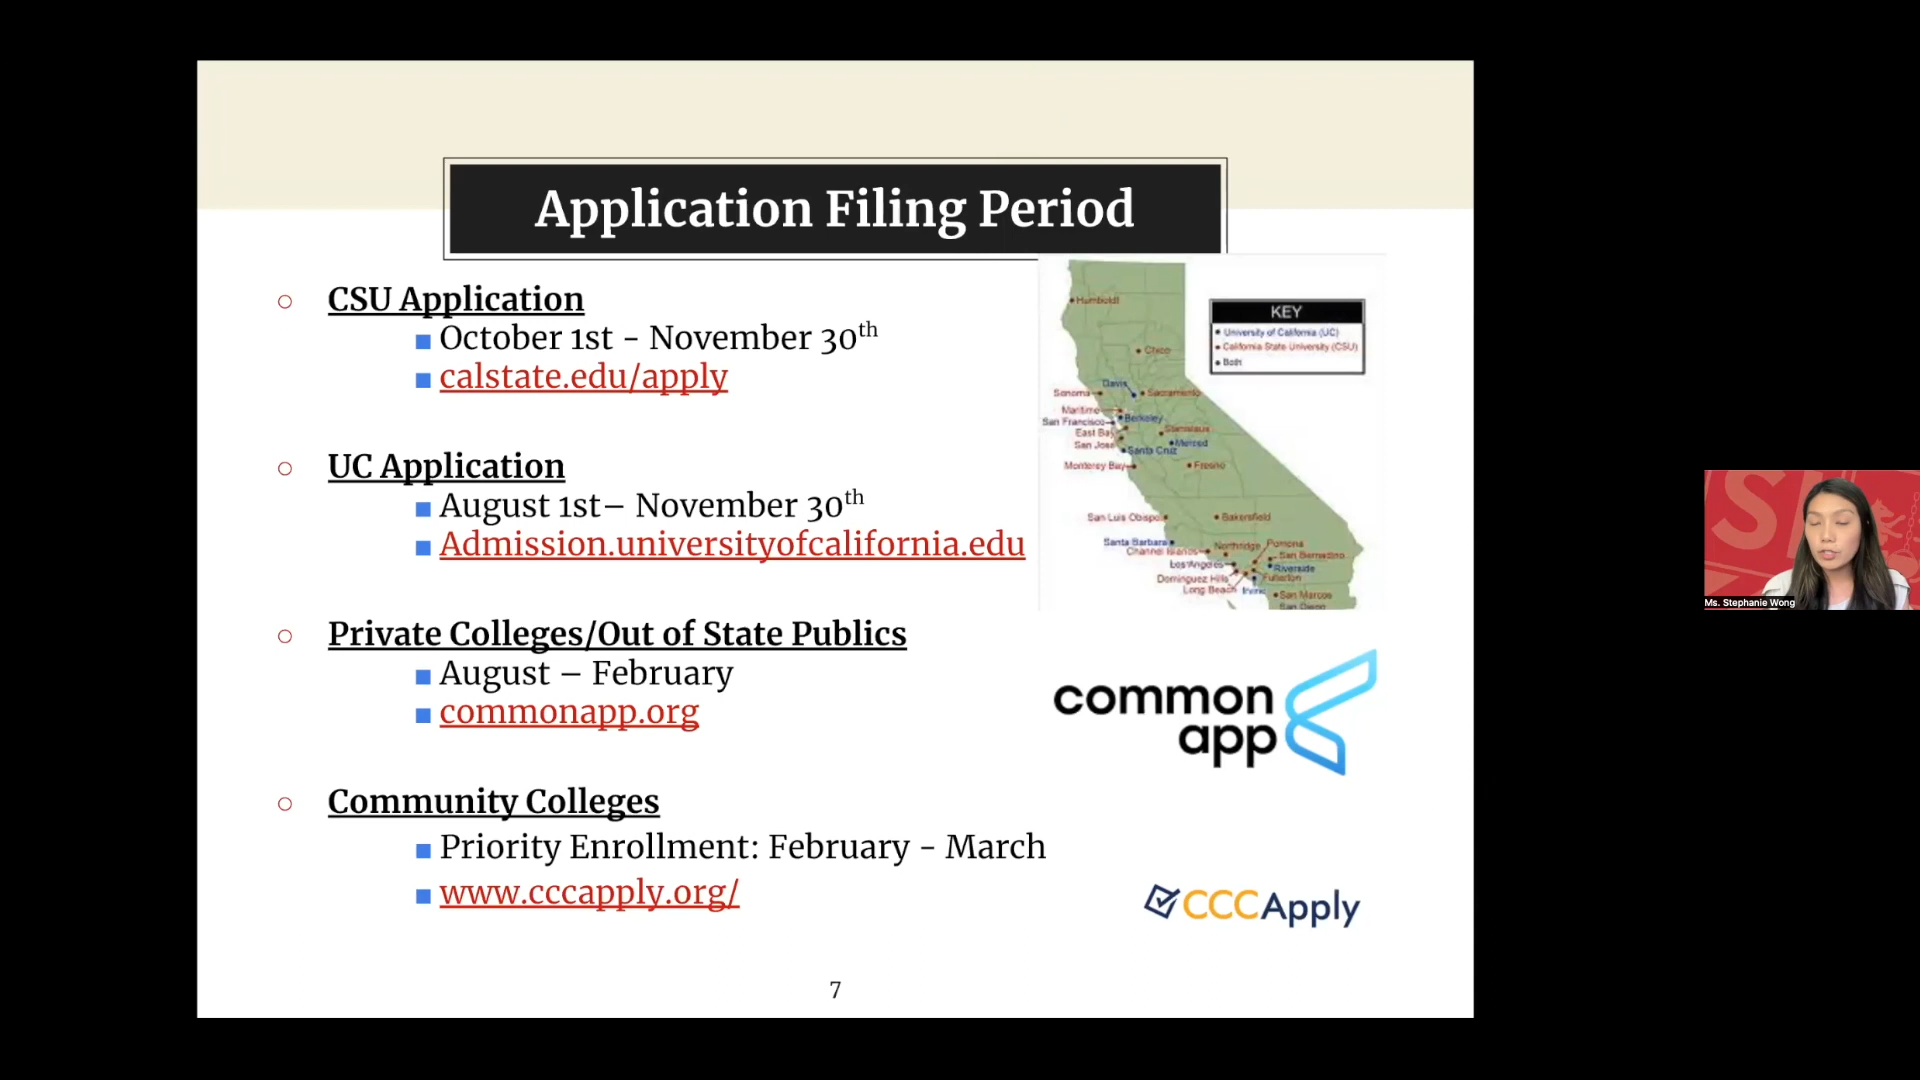 Application Filing Period
CSU Application
October 1st - November 30th
calstate.edu/apply
UC Application
August 1st– November 30th
Admission.universityofcalifornia.edu
Private Colleges/Out of State Publics
August – February
commonapp.org
Community Colleges
Priority Enrollment: February - March
www.cccapply.org/
7
KEY
University of California (UC)
California State University (CSU)
Both
Humboldt
Chico
Davis
Sonoma
Sacramento
Maritime
Berkeley
San Francisco
East Bay
Stanislaus
San Jose
Merced
Santa Cruz
Monterey Bay
Fresno
San Luis Obispo
Bakersfield
Santa Barbara
Channel Islands
Northridge
Pomona
San Bernardino
Los Angeles
Riverside
Dominguez Hills
Fullerton
Long Beach
Irvine
San Marcos
San Diego
common
app
CCCApply
Ms. Stephanie Wong